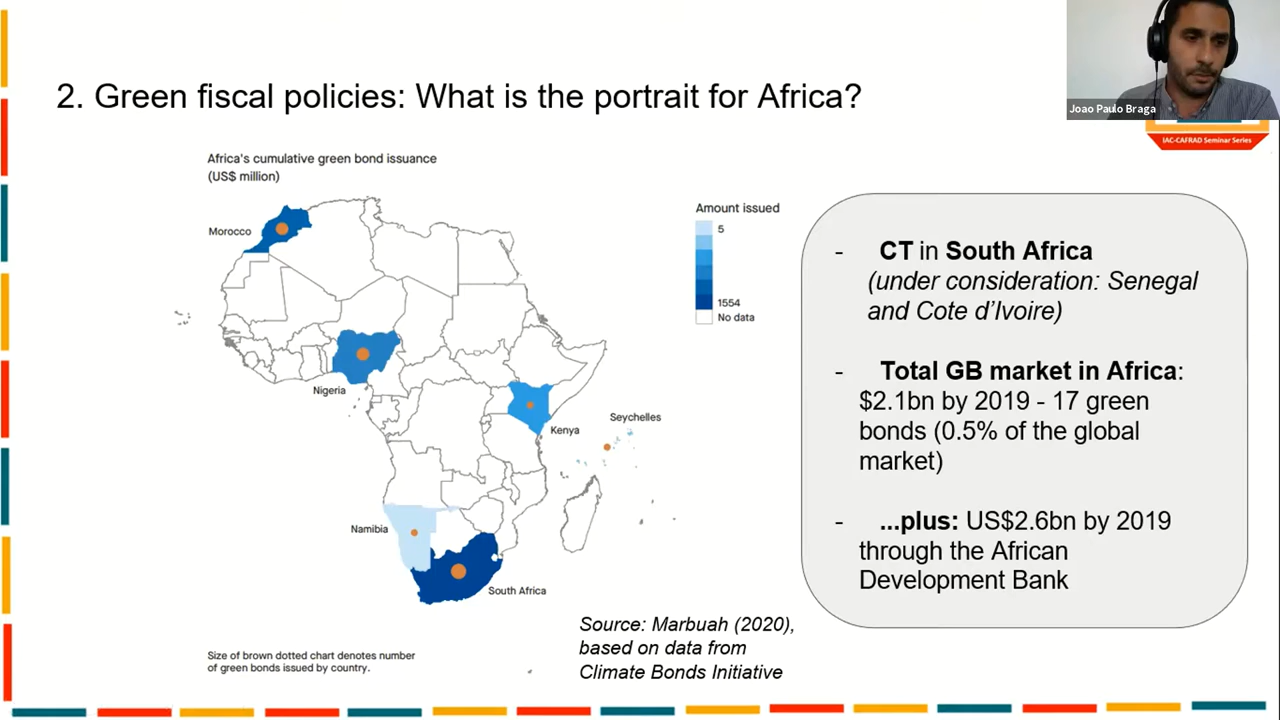 2. Green fiscal policies: What is the portrait for Africa?
Joao Paulo Braga
IAC-CAFRAD Seminar Series
Africa's cumulative green bond issuance
(US$ million)
Morocco
Nigeria
Kenya
Seychelles
Namibia
South Africa
Amount issued
5
1554
No data
- CT in South Africa
(under consideration: Senegal
and Cote d'Ivoire)
- Total GB market in Africa:
$2.1bn by 2019 - 17 green
bonds (0.5% of the global
market)
- ...plus: US$2.6bn by 2019
through the African
Development Bank
Source: Marbuah (2020),
based on data from
Climate Bonds Initiative
Size of brown dotted chart denotes number
of green bonds issued by country.